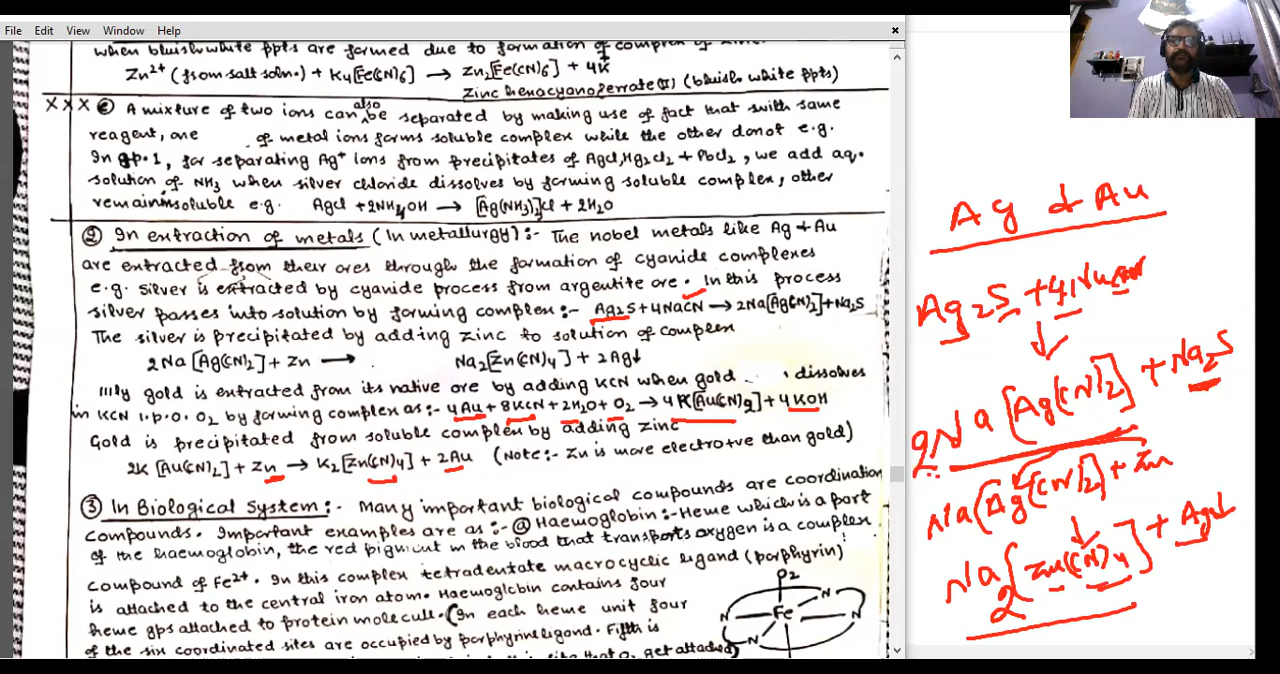 File Edit View Window Help
when bluish white ppts are formed due to formation of complex of zinc.
Zn2+ (from salt soln.) + K4[Fe(CN)6] → Zn2[Fe(CN)6] + 4K+
Zinc hexacyanoferrate(II) (bluish white ppts)
XXX A mixture of two ions can also be separated by making use of fact that with same
reagent, one of metal ions forms soluble complex while the other donot e.g.
In gp.1, for separating Ag+ Ions from precipitates of AgCl, Hg2Cl2 + PbCl2, we add aq.
solution of NH3 when silver chloride dissolves by forming soluble complex, other
remain insoluble e.g. AgCl + 2NH4OH → [Ag(NH3)2]Cl + 2H2O
② In extraction of metals (In metallurgy) :- The nobel metals like Ag + Au
are extracted from their ores through the formation of cyanide complexes
e.g. silver is extracted by cyanide process from argentite ore. In this process
silver passes into solution by forming complex :- Ag2S + 4NaCN → 2Na[Ag(CN)2] + Na2S
The silver is precipitated by adding zinc to solution of complex
2Na[Ag(CN)2] + Zn → Na2[Zn(CN)4] + 2Ag↓
IIIly gold is extracted from its native ore by adding KCN when gold dissolves
in KCN i.p.o. O2 by forming complex as :- 4Au + 8KCN + 2H2O + O2 → 4K[Au(CN)2] + 4KOH
Gold is precipitated from soluble complex by adding zinc
2K[Au(CN)2] + Zn → K2[Zn(CN)4] + 2Au (Note :- Zn is more electro+ve than gold)
③ In Biological System :- Many important biological compounds are coordination
compounds. Important examples are as :- ⓐ Haemoglobin :- Heme which is a part
of the haemoglobin, the red pigment in the blood that transports oxygen is a complex
compound of Fe2+. In this complex tetradentate macrocyclic ligand (porphyrin)
is attached to the central iron atom. Haemoglobin contains four
heme gps attached to protein molecule. (In each heme unit four
of the six coordinated sites are occupied by porphyrine ligand. Fifth is
get attached)
N
N
Fe
N
N
Ag & Au
Ag2S + 4
2Na[Ag(CN)2] + Na2S
Na[Ag(CN)2] + Zn
Na2[Zn(CN)4] + Ag↓